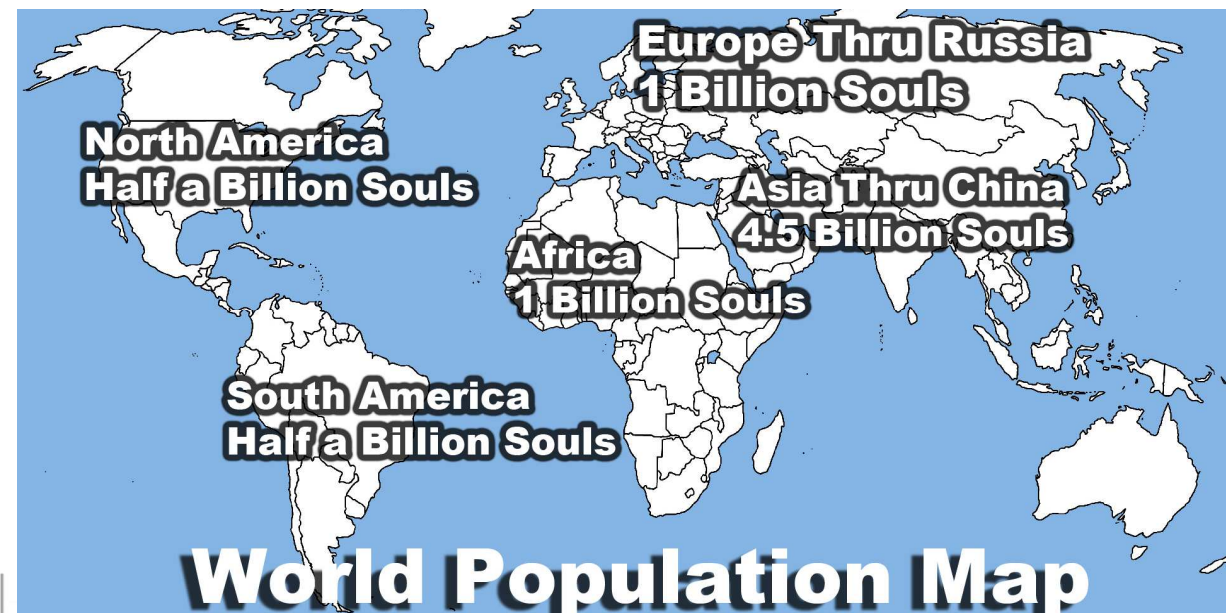 Europe Thru Russia
1 Billion Souls
North America
Half a Billion Souls
Asia Thru China
4.5 Billion Souls
Africa
1 Billion Souls
South America
Half a Billion Souls
World Population Map